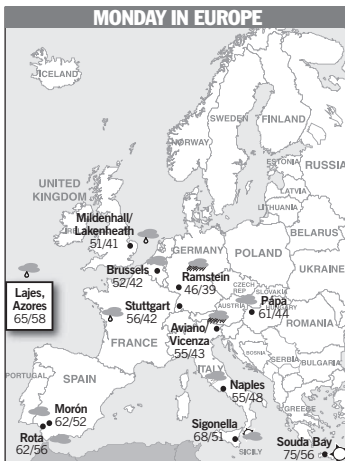 MONDAY IN EUROPE
ICELAND
SWEDEN
FINLAND
NORWAY
ESTONIA
RUSSIA
LATVIA
LITHUANIA
UNITED
KINGDOM
BELARUS
Mildenhall/
Lakenheath
51/41
GERMANY
POLAND
UKRAINE
Brussels
52/42
Ramstein
46/39
CZECH
REP
SLOVAKIA
Lajes,
Azores
65/58
Stuttgart
56/42
AUSTRIA
Pápa
61/44
HUNGARY
ROMANIA
FRANCE
Aviano/
Vicenza
55/43
BOSNIA
SERBIA
BULGARIA
ITALY
PORTUGAL
SPAIN
Naples
55/48
Morón
62/52
GREECE
Rota
62/56
Sigonella
68/51
SICILY
Souda Bay
75/56